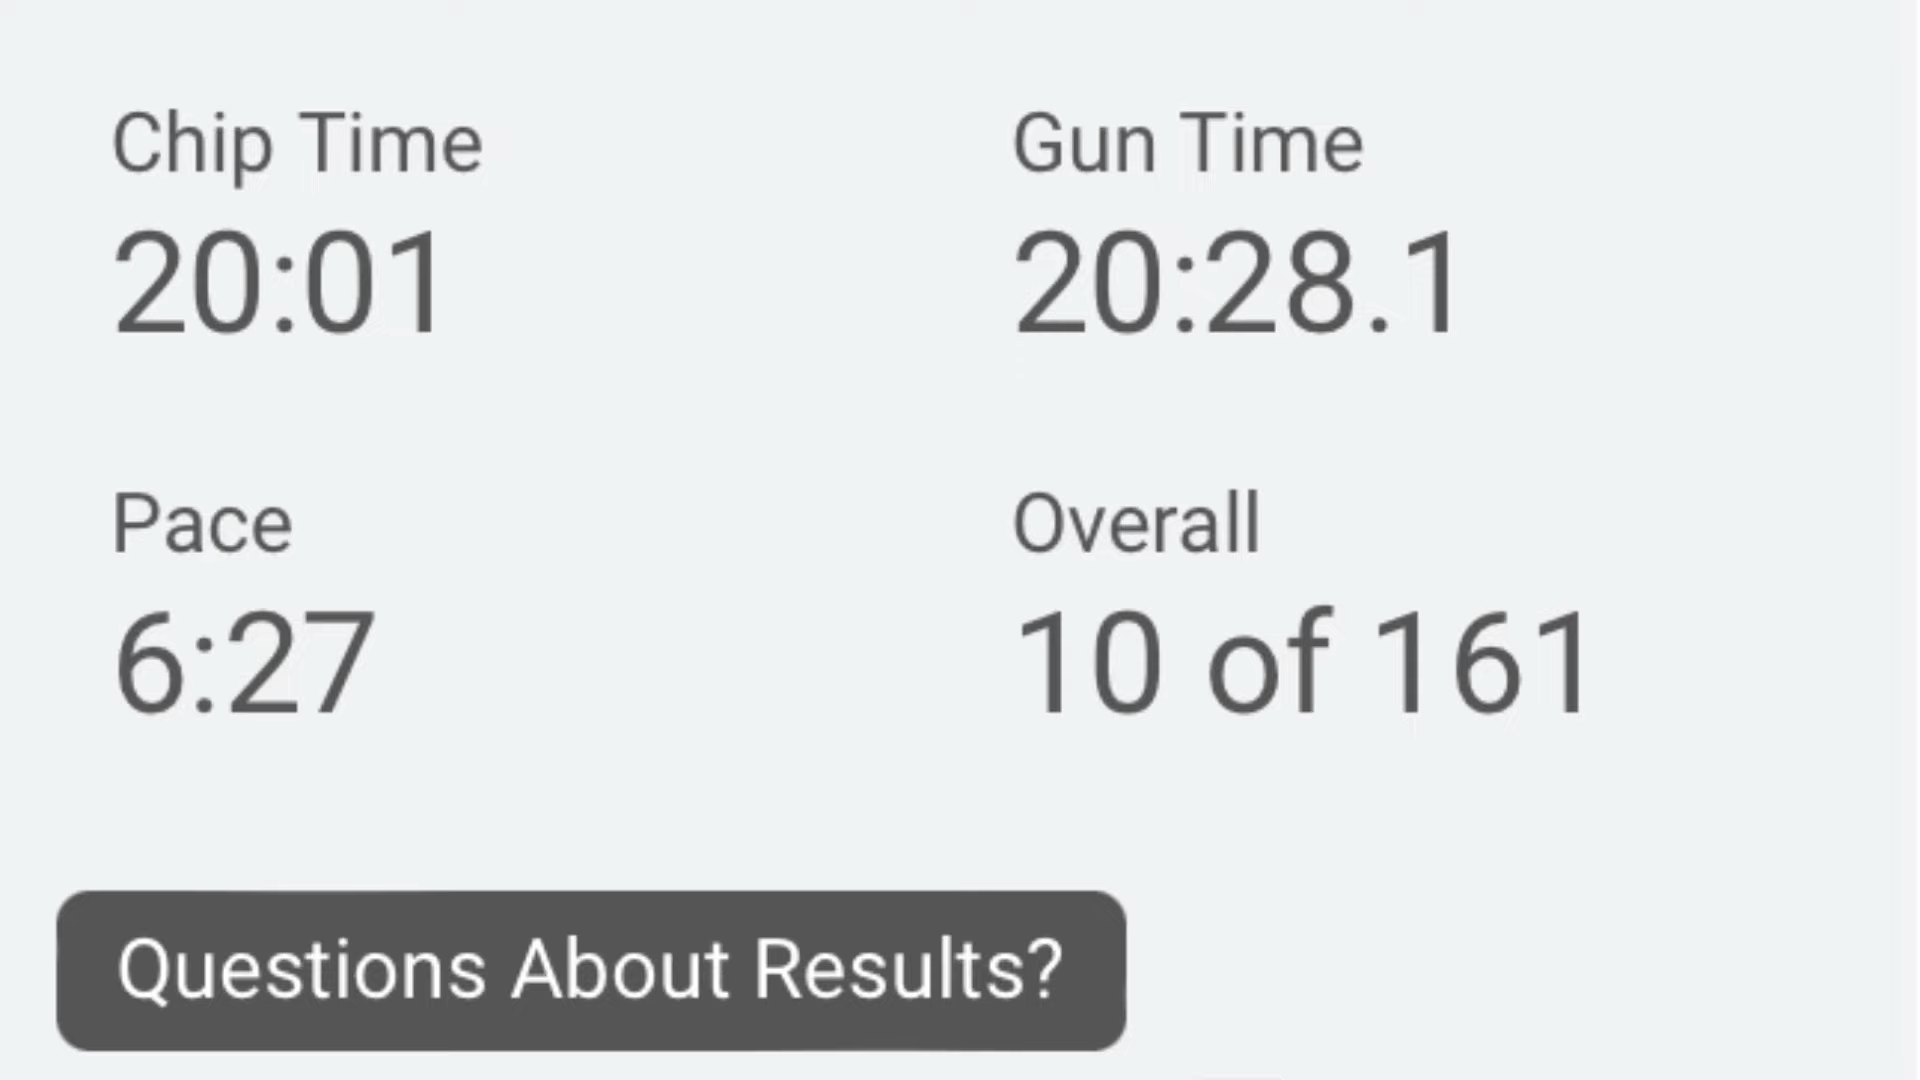 Chip Time
20:01
Gun Time
20:28.1
Pace
6:27
Overall
10 of 161
Questions About Results?